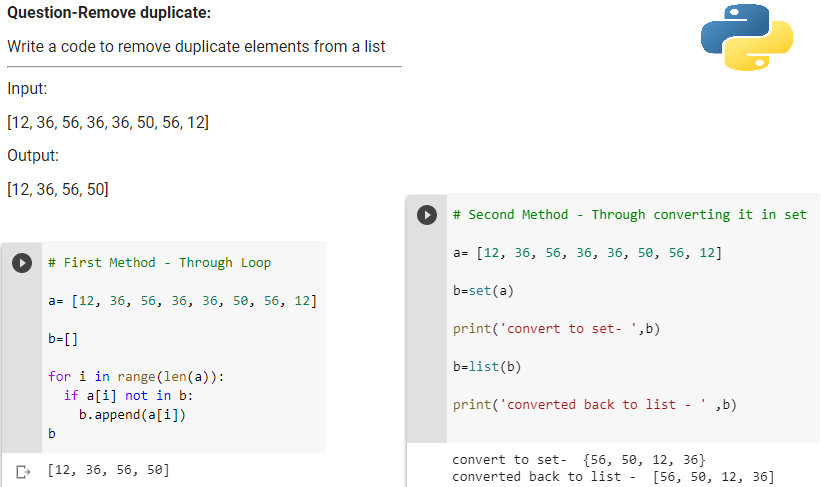 Question-Remove duplicate:
Write a code to remove duplicate elements from a list
Input:
[12, 36, 56, 36, 36, 50, 56, 12]
Output:
[12, 36, 56, 50]
# First Method - Through Loop
a= [12, 36, 56, 36, 36, 50, 56, 12]
b=[]
for i in range(len(a)):
  if a[i] not in b:
    b.append(a[i])
b
[12, 36, 56, 50]
# Second Method - Through converting it in set
a= [12, 36, 56, 36, 36, 50, 56, 12]
b=set(a)
print('convert to set- ',b)
b=list(b)
print('converted back to list - ' ,b)
convert to set-  {56, 50, 12, 36}
converted back to list -  [56, 50, 12, 36]